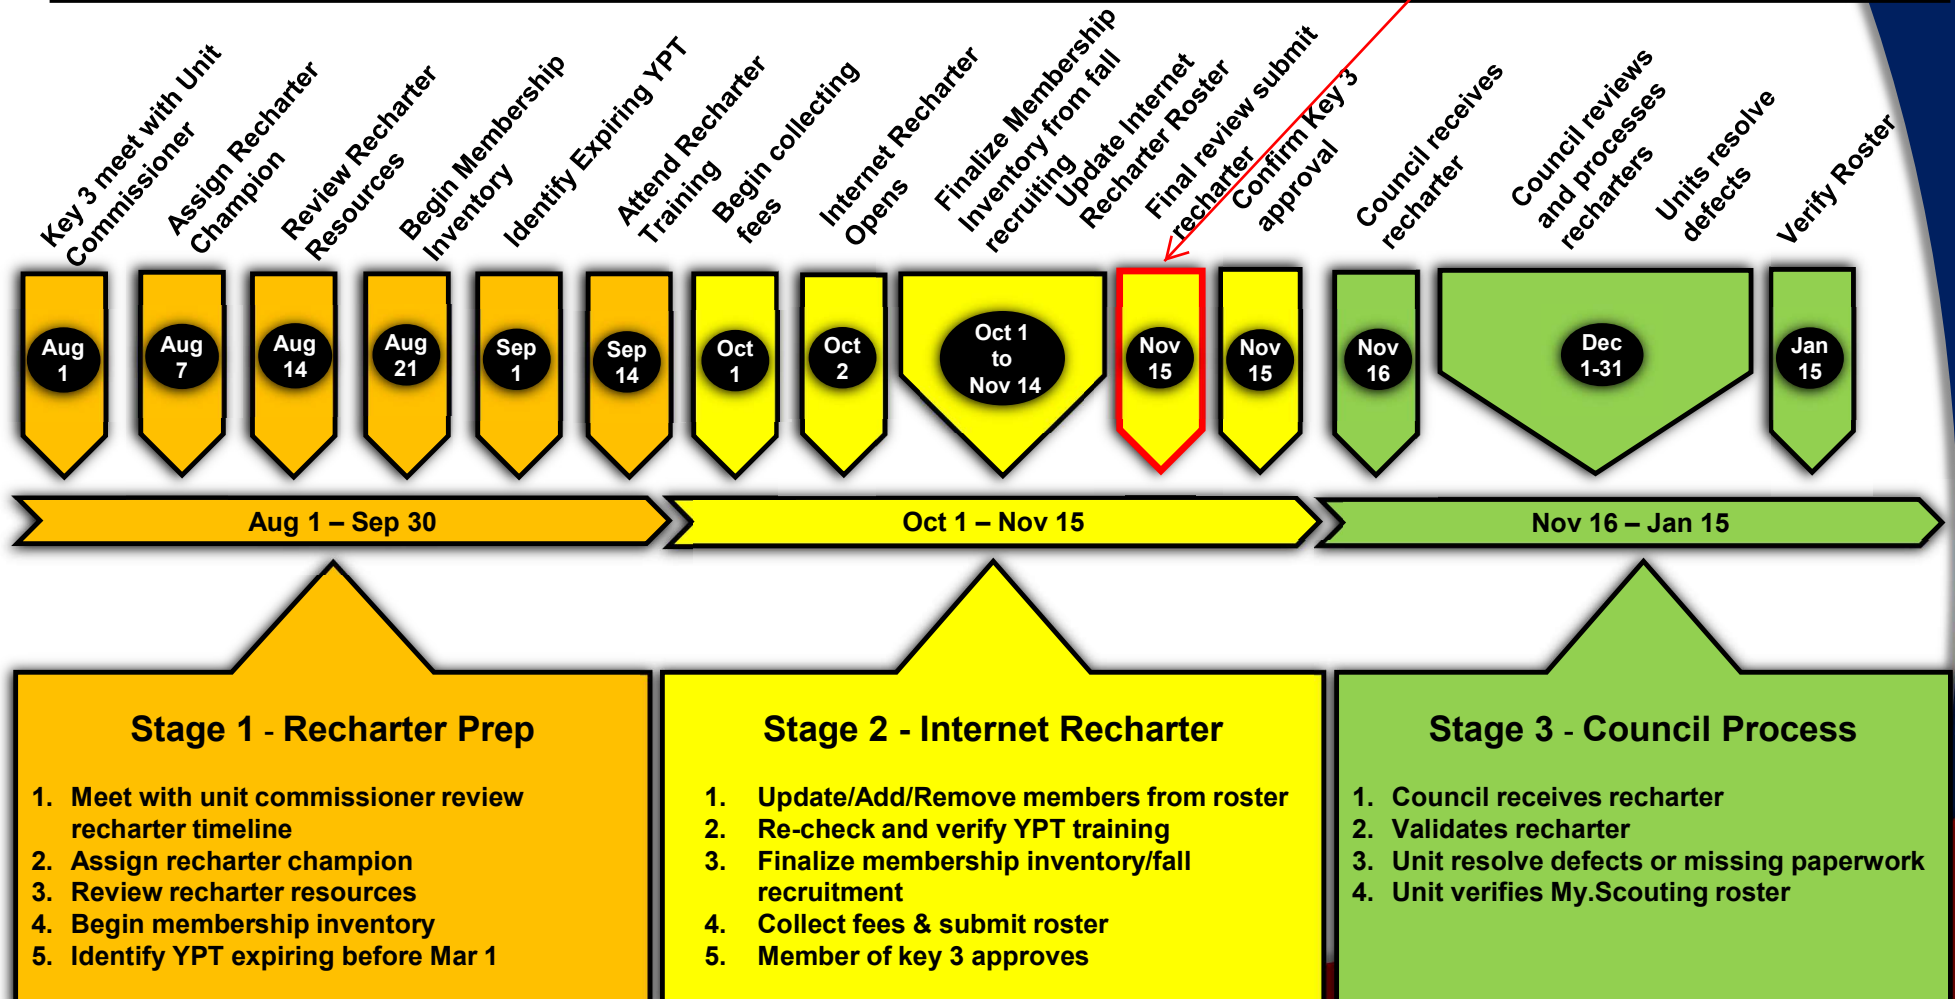 Key 3 meet with Unit
Commissioner
Assign Recharter
Champion
Review Recharter
Resources
Begin Membership
Inventory
Identify Expiring YPT
Attend Recharter
Training
Begin collecting
fees
Internet Recharter
Opens
Finalize Membership
Inventory from fall
recruiting
Update Internet
Recharter Roster
Final review submit
recharter
Confirm Key 3
approval
Council receives
recharter
Council reviews
and processes
recharters
Units resolve
defects
Verify Roster
Aug
1
Aug
7
Aug
14
Aug
21
Sep
1
Sep
14
Oct
1
Oct
2
Oct 1
to
Nov 14
Nov
15
Nov
15
Nov
16
Dec
1-31
Jan
15
Aug 1 – Sep 30
Oct 1 – Nov 15
Nov 16 – Jan 15
Stage 1 - Recharter Prep
1. Meet with unit commissioner review
recharter timeline
2. Assign recharter champion
3. Review recharter resources
4. Begin membership inventory
5. Identify YPT expiring before Mar 1
Stage 2 - Internet Recharter
1. Update/Add/Remove members from roster
2. Re-check and verify YPT training
3. Finalize membership inventory/fall
recruitment
4. Collect fees & submit roster
5. Member of key 3 approves
Stage 3 - Council Process
1. Council receives recharter
2. Validates recharter
3. Unit resolve defects or missing paperwork
4. Unit verifies My.Scouting roster